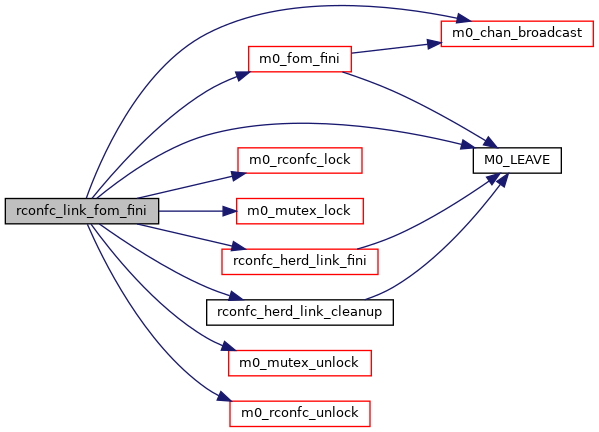 m0_chan_broadcast
m0_fom_fini
M0_LEAVE
m0_rconfc_lock
rconfc_link_fom_fini
m0_mutex_lock
rconfc_herd_link_fini
rconfc_herd_link_cleanup
m0_mutex_unlock
m0_rconfc_unlock